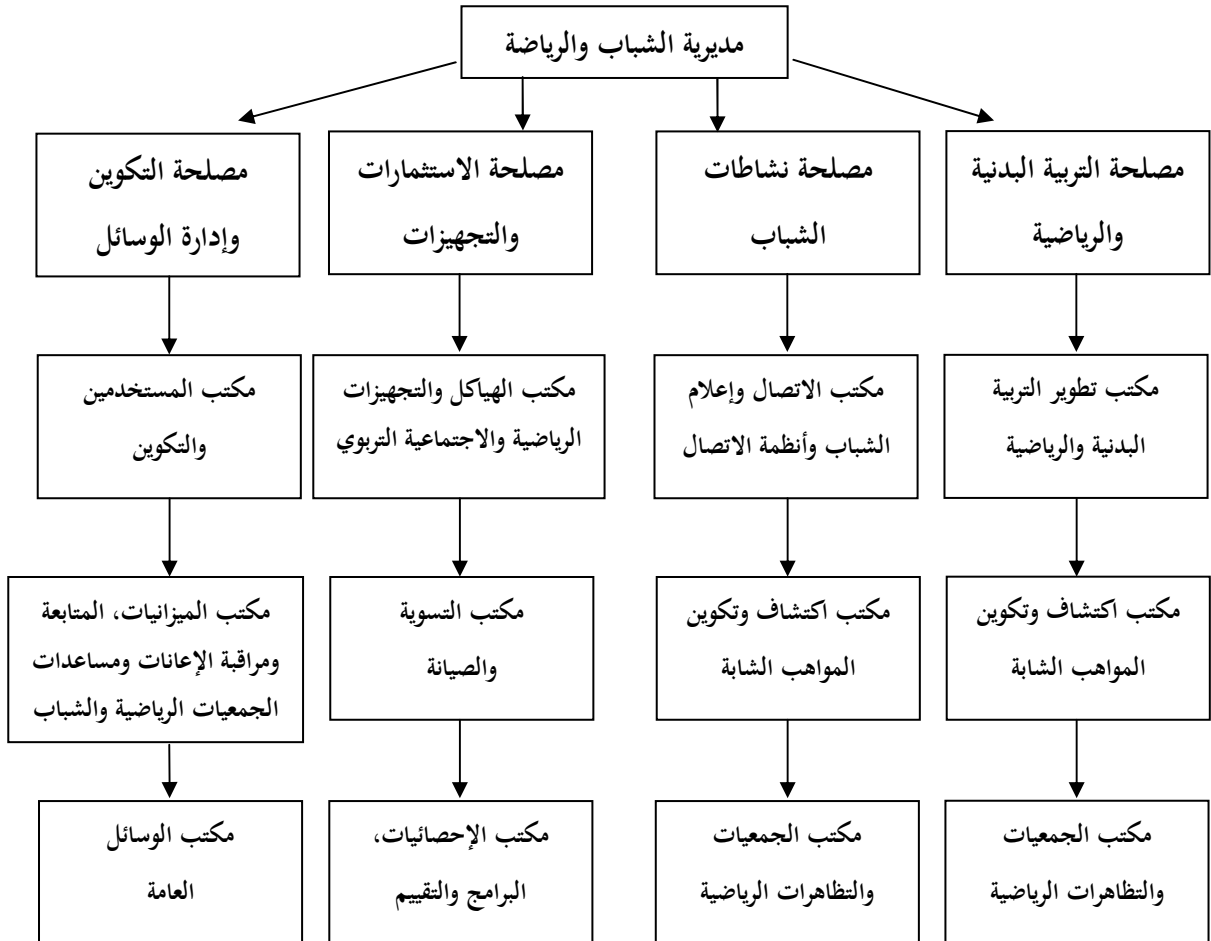 مديرية الشباب والرياضة
مصلحة التربية البدنية
والرياضية
مصلحة نشاطات
الشباب
مصلحة الاستثمارات
والتجهيزات
مصلحة التكوين
وإدارة الوسائل
مكتب تطوير التربية
البدنية والرياضية
مكتب الاتصال وإعلام
الشباب وأنظمة الاتصال
مكتب الهياكل والتجهيزات
الرياضية والاجتماعية التربوي
مكتب المستخدمين
والتكوين
مكتب اكتشاف وتكوين
المواهب الشابة
مكتب اكتشاف وتكوين
المواهب الشابة
مكتب التسوية
والصيانة
مكتب الميزانيات، المتابعة
ومراقبة الإعانات ومساعدات
الجمعيات الرياضية والشباب
مكتب الجمعيات
والتظاهرات الرياضية
مكتب الجمعيات
والتظاهرات الرياضية
مكتب الإحصائيات،
البرامج والتقييم
مكتب الوسائل
العامة